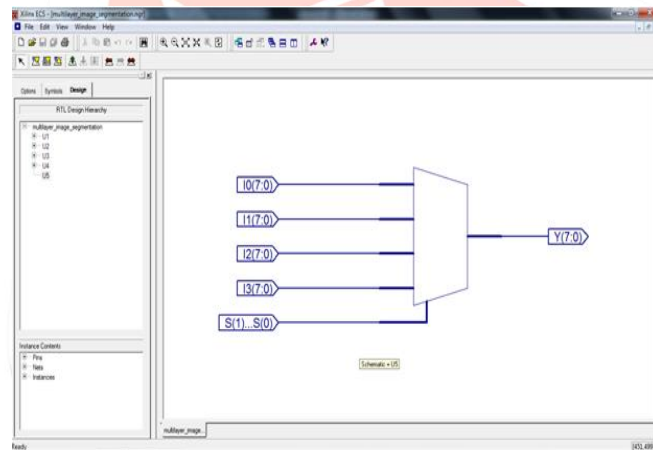 Xilinx ECS - [multilayer_image_segmentation.ngr]
File Edit View Window Help
Options Symbols Design
RTL Design Hierarchy
multilayer_image_segmentation
U1
U2
U3
U4
U5
Instance Contents
Pins
Nets
Instances
I0(7:0)
I1(7:0)
I2(7:0)
I3(7:0)
S(1)...S(0)
Y(7:0)
Schematic = U5
multilayer_image...
Ready